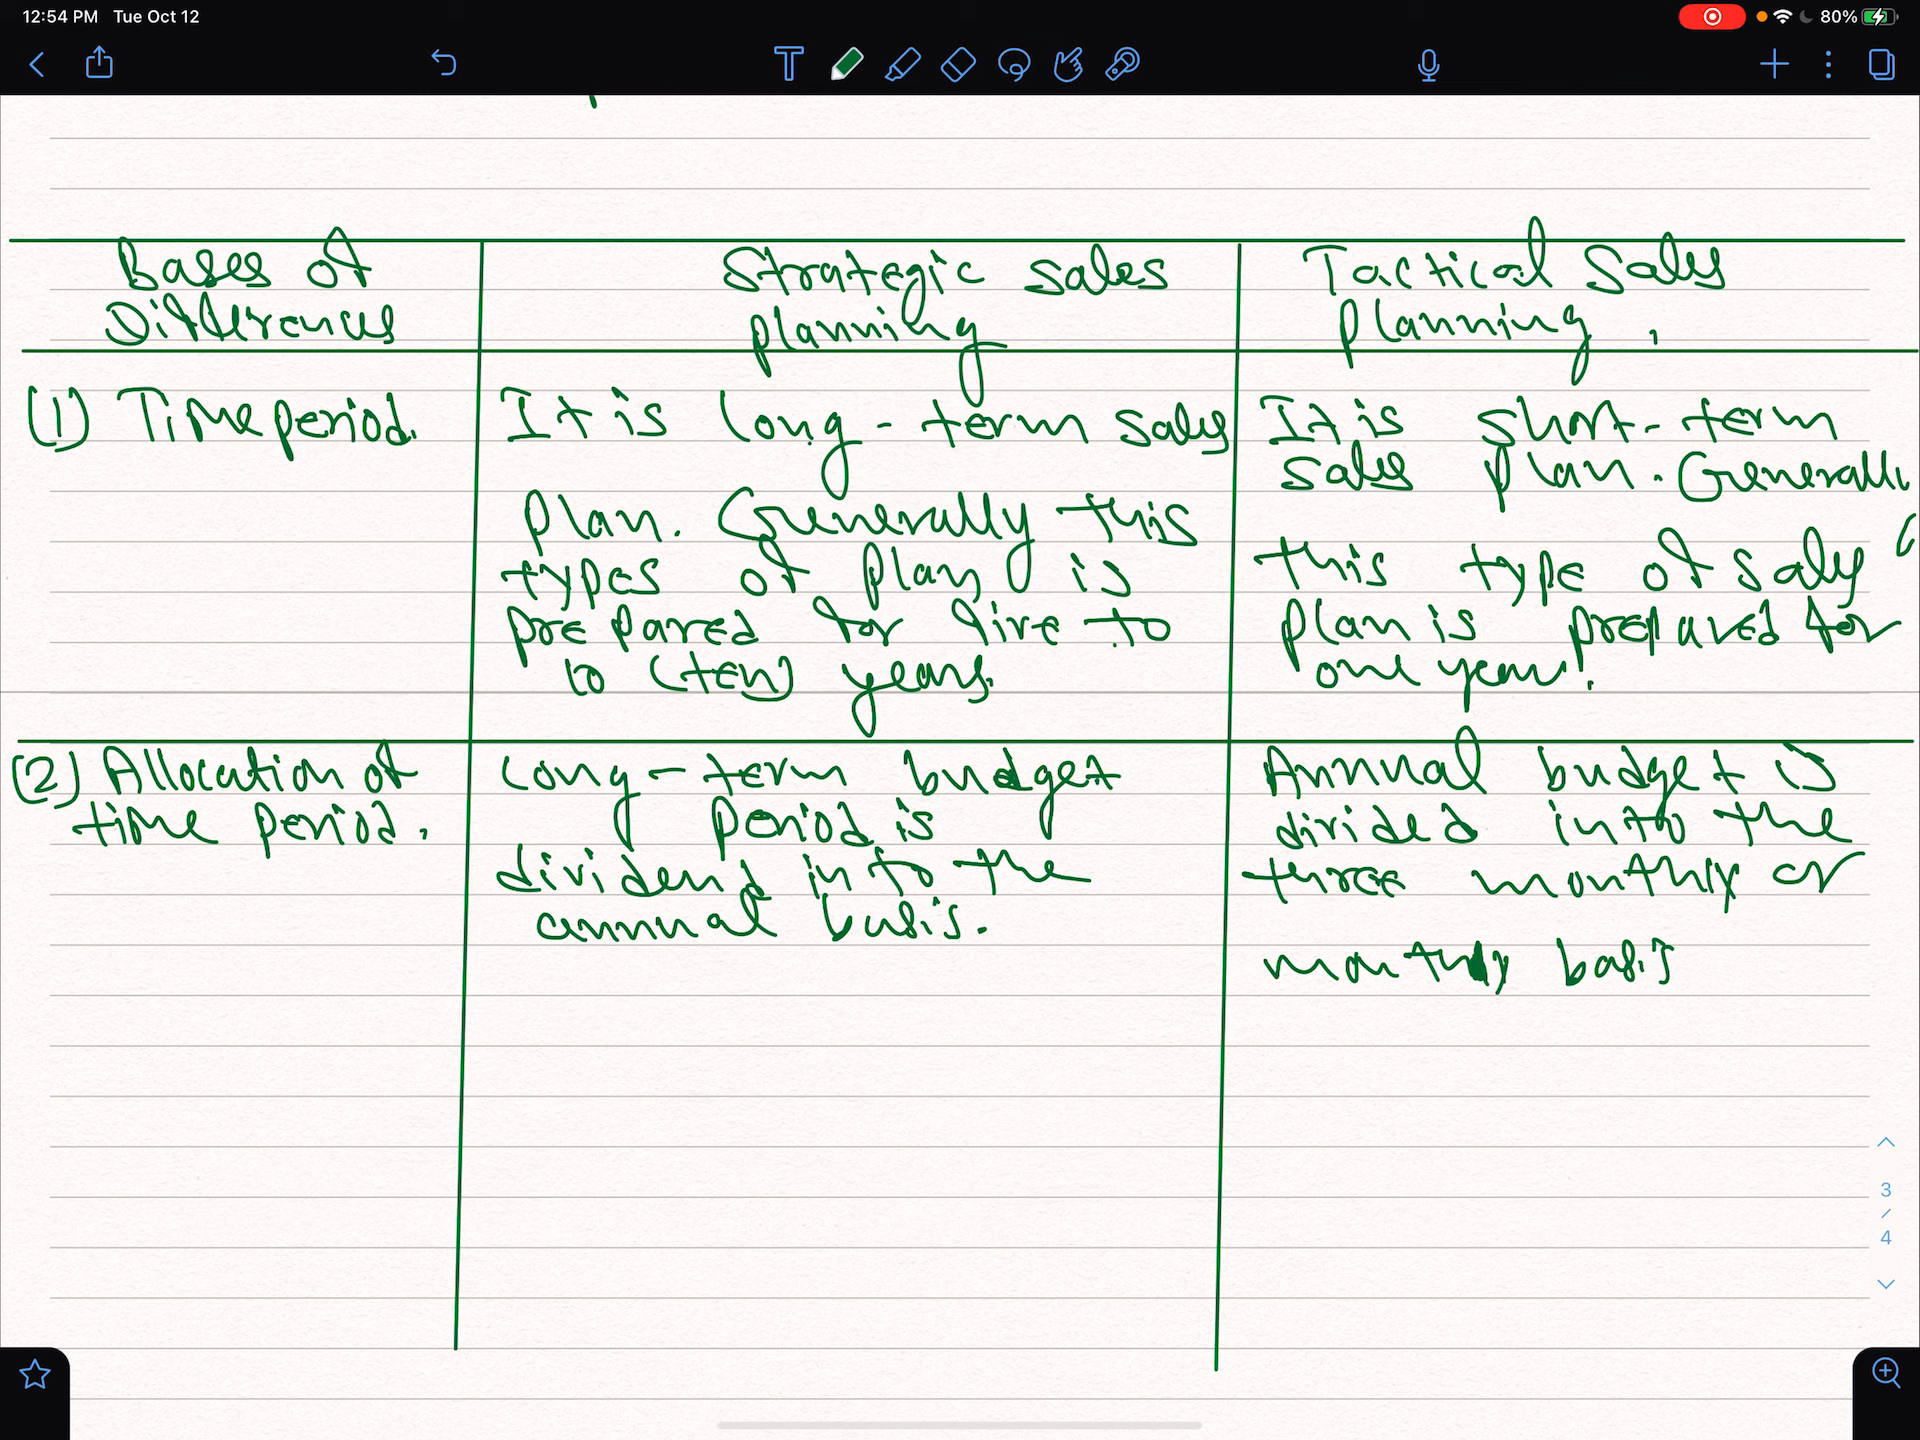 12:54 PM Tue Oct 12
80%
Bases of
Differences
Strategic sales
planning
Tactical Sales
planning.
(1) Time period.
It is long-term sales
plan. Generally this
types of plan is
prepared for five to
10 (ten) years.
It is short-term
sales plan. Generally
this type of sales
plan is prepared for
one year.
(2) Allocation of
time period.
Long-term budget
period is
dividend into the
annual basis.
Annual budget is
divided into the
three monthly or
monthly basis
3
/
4